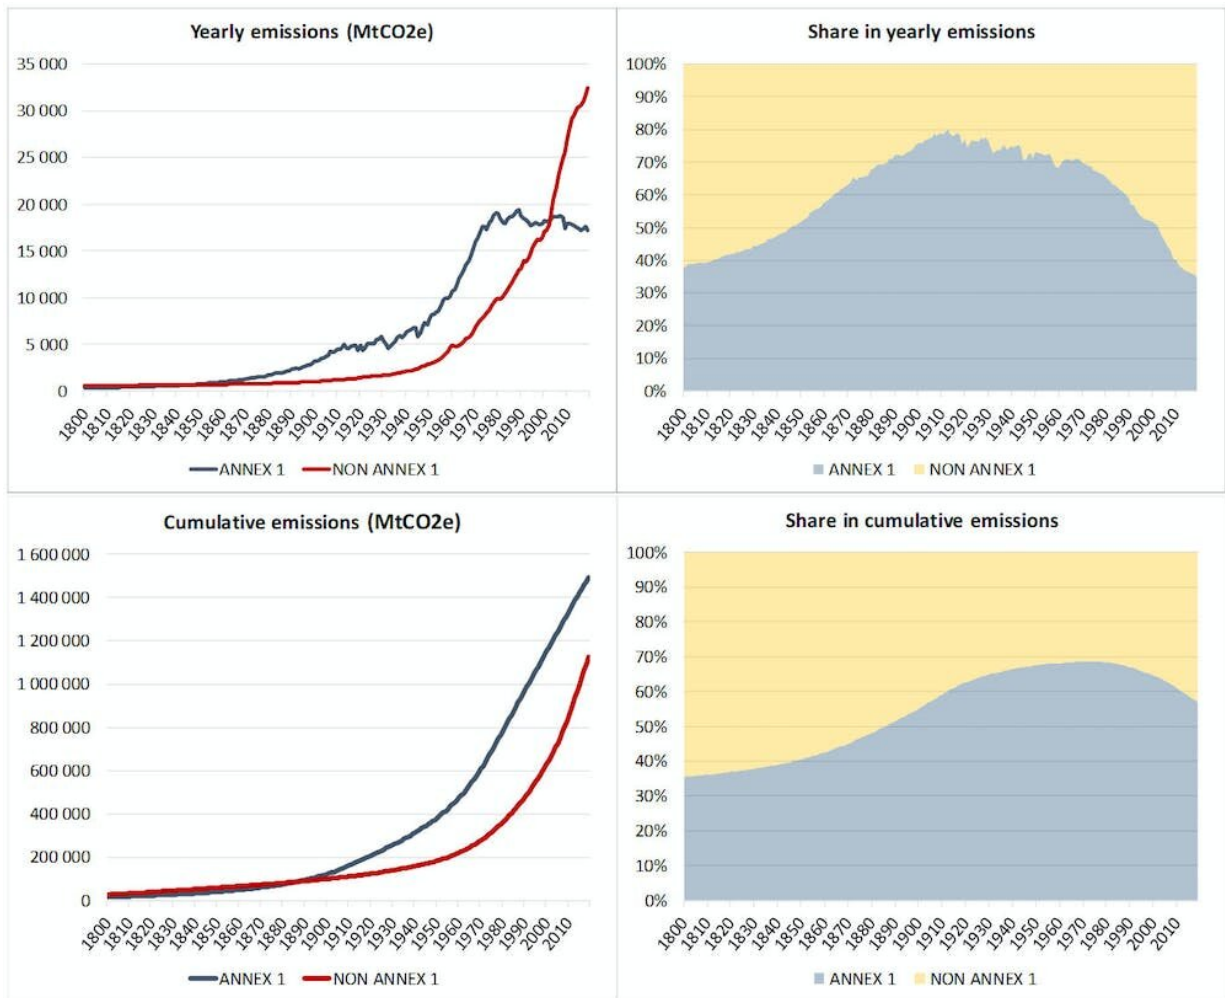 Yearly emissions (MtCO2e)
35 000
30 000
25 000
20 000
15 000
10 000
5 000
0
1800 1810 1820 1830 1840 1850 1860 1870 1880 1890 1900 1910 1920 1930 1940 1950 1960 1970 1980 1990 2000 2010
ANNEX 1 NON ANNEX 1
Share in yearly emissions
100%
90%
80%
70%
60%
50%
40%
30%
20%
10%
0%
1800 1810 1820 1830 1840 1850 1860 1870 1880 1890 1900 1910 1920 1930 1940 1950 1960 1970 1980 1990 2000 2010
ANNEX 1 NON ANNEX 1
Cumulative emissions (MtCO2e)
1 600 000
1 400 000
1 200 000
1 000 000
800 000
600 000
400 000
200 000
0
1800 1810 1820 1830 1840 1850 1860 1870 1880 1890 1900 1910 1920 1930 1940 1950 1960 1970 1980 1990 2000 2010
ANNEX 1 NON ANNEX 1
Share in cumulative emissions
100%
90%
80%
70%
60%
50%
40%
30%
20%
10%
0%
1800 1810 1820 1830 1840 1850 1860 1870 1880 1890 1900 1910 1920 1930 1940 1950 1960 1970 1980 1990 2000 2010
ANNEX 1 NON ANNEX 1